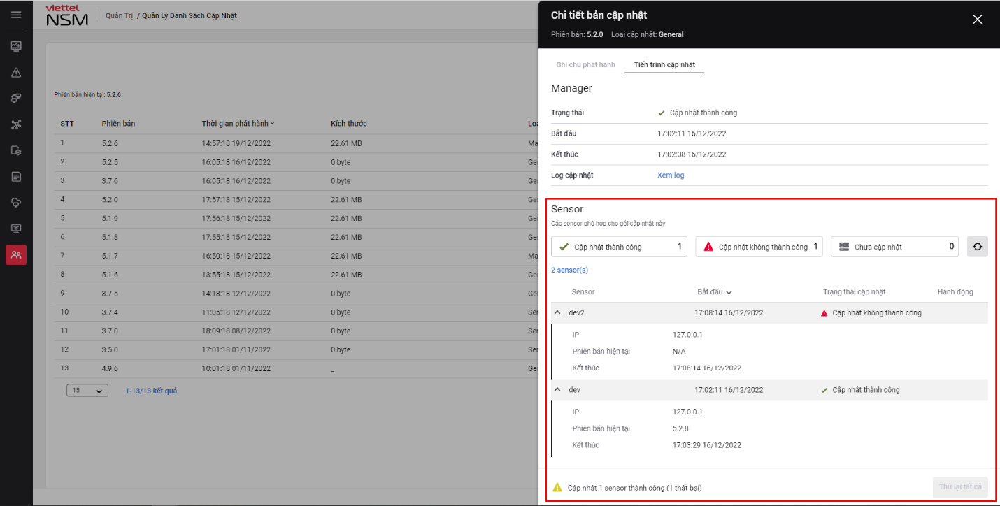 viettel
NSM
Quản Trị / Quản Lý Danh Sách Cập Nhật
Phiên bản hiện tại: 5.2.6
STT Phiên bản Thời gian phát hành Kích thước
1 5.2.6 14:57:18 19/12/2022 22.61 MB
2 5.2.5 16:05:18 16/12/2022 0 byte
3 3.7.6 16:05:18 16/12/2022 0 byte
4 5.2.0 17:57:18 15/12/2022 22.61 MB
5 5.1.9 17:56:18 15/12/2022 22.61 MB
6 5.1.8 17:55:18 15/12/2022 22.61 MB
7 5.1.7 16:50:18 15/12/2022 22.61 MB
8 5.1.6 13:55:18 15/12/2022 22.61 MB
9 3.7.5 14:18:18 12/12/2022 0 byte
10 3.7.4 11:05:18 12/12/2022 0 byte
11 3.7.0 18:09:18 08/12/2022 0 byte
12 3.5.0 17:01:18 01/11/2022 0 byte
13 4.9.6 10:01:18 01/11/2022 _
15 1-13/13 kết quả
Chi tiết bản cập nhật
Phiên bản: 5.2.0 Loại cập nhật: General
Ghi chú phát hành Tiến trình cập nhật
Manager
Trạng thái Cập nhật thành công
Bắt đầu 17:02:11 16/12/2022
Kết thúc 17:02:38 16/12/2022
Log cập nhật Xem log
Sensor
Các sensor phù hợp cho gói cập nhật này
Cập nhật thành công 1 Cập nhật không thành công 1 Chưa cập nhật 0
2 sensor(s)
Sensor Bắt đầu Trạng thái cập nhật Hành động
dev2 17:08:14 16/12/2022 Cập nhật không thành công
IP 127.0.0.1
Phiên bản hiện tại N/A
Kết thúc 17:08:14 16/12/2022
dev 17:02:11 16/12/2022 Cập nhật thành công
IP 127.0.0.1
Phiên bản hiện tại 5.2.8
Kết thúc 17:03:29 16/12/2022
Cập nhật 1 sensor thành công (1 thất bại) Thử lại tất cả